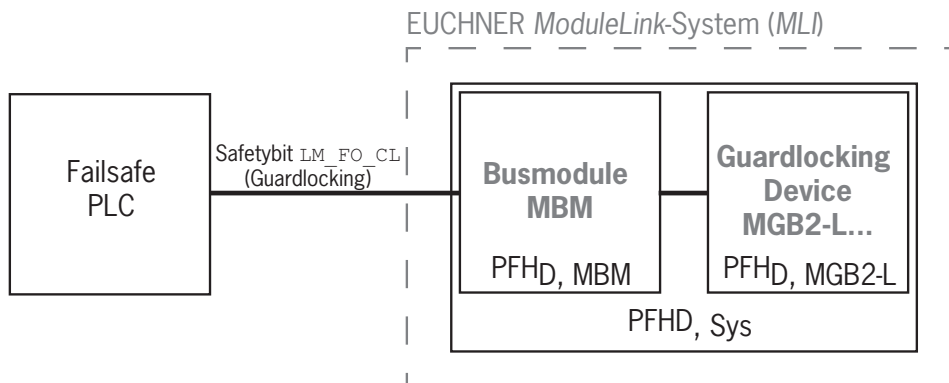 EUCHNER ModuleLink-System (MLI)
Failsafe
PLC
Safetybit LM_FO_CL
(Guardlocking)
Busmodule
MBM
PFHD, MBM
Guardlocking
Device
MGB2-L...
PFHD, MGB2-L
PFHD, Sys